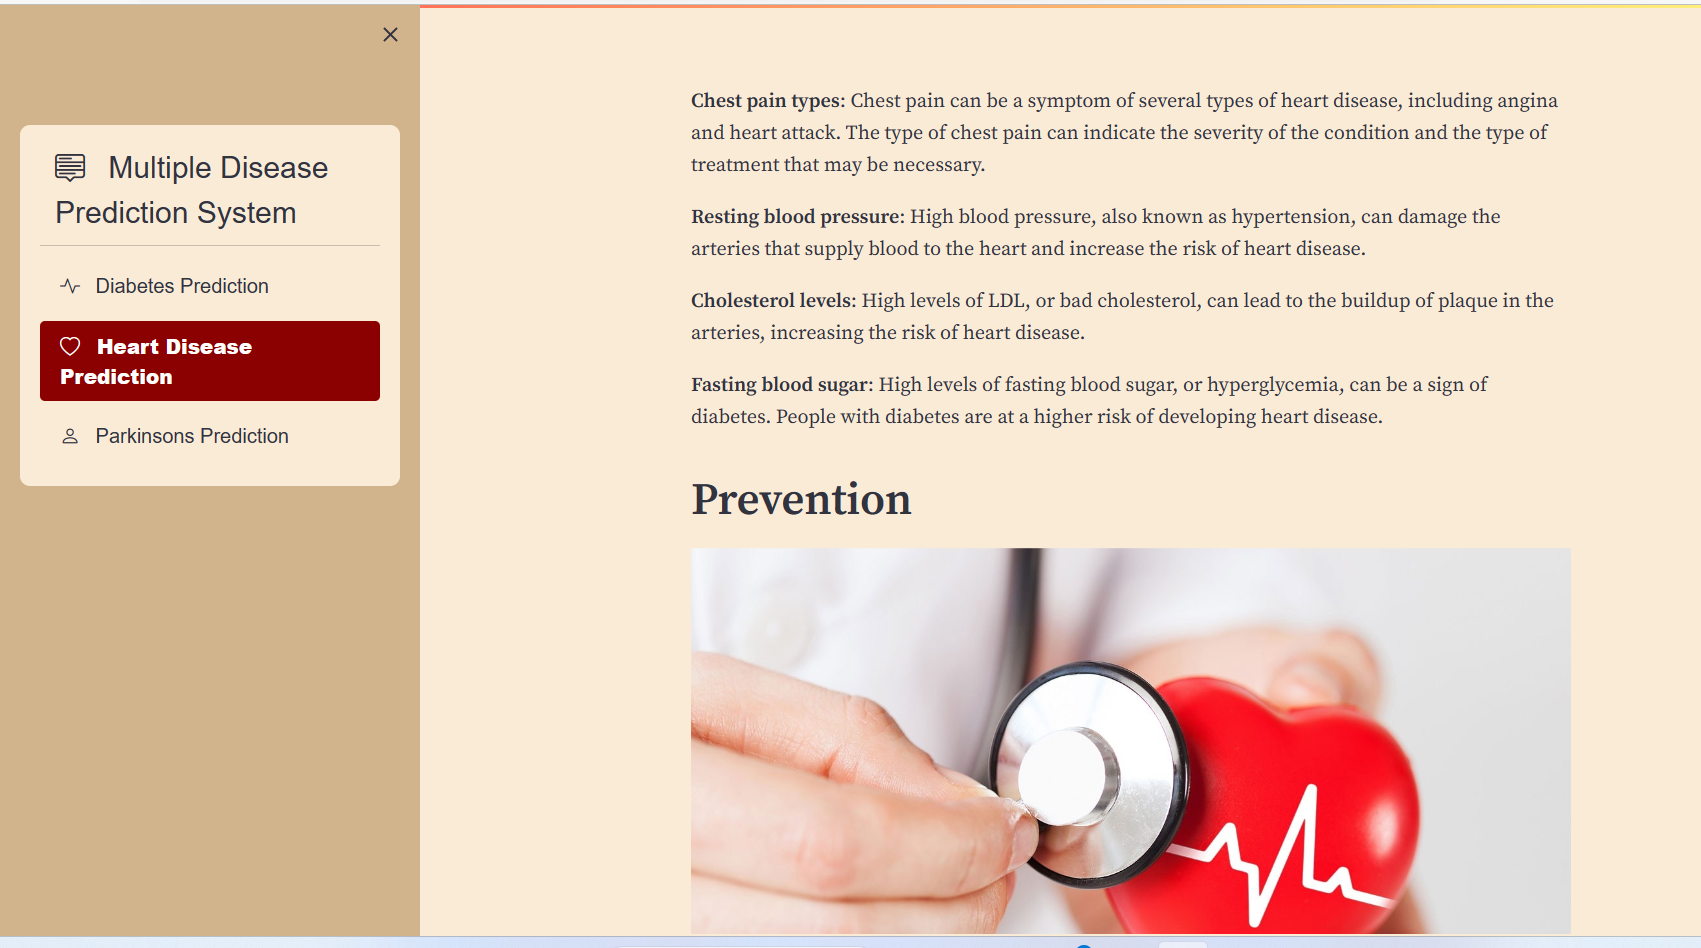 Multiple Disease
Prediction System
Diabetes Prediction
Heart Disease
Prediction
Parkinsons Prediction
Chest pain types: Chest pain can be a symptom of several types of heart disease, including angina
and heart attack. The type of chest pain can indicate the severity of the condition and the type of
treatment that may be necessary.
Resting blood pressure: High blood pressure, also known as hypertension, can damage the
arteries that supply blood to the heart and increase the risk of heart disease.
Cholesterol levels: High levels of LDL, or bad cholesterol, can lead to the buildup of plaque in the
arteries, increasing the risk of heart disease.
Fasting blood sugar: High levels of fasting blood sugar, or hyperglycemia, can be a sign of
diabetes. People with diabetes are at a higher risk of developing heart disease.
Prevention